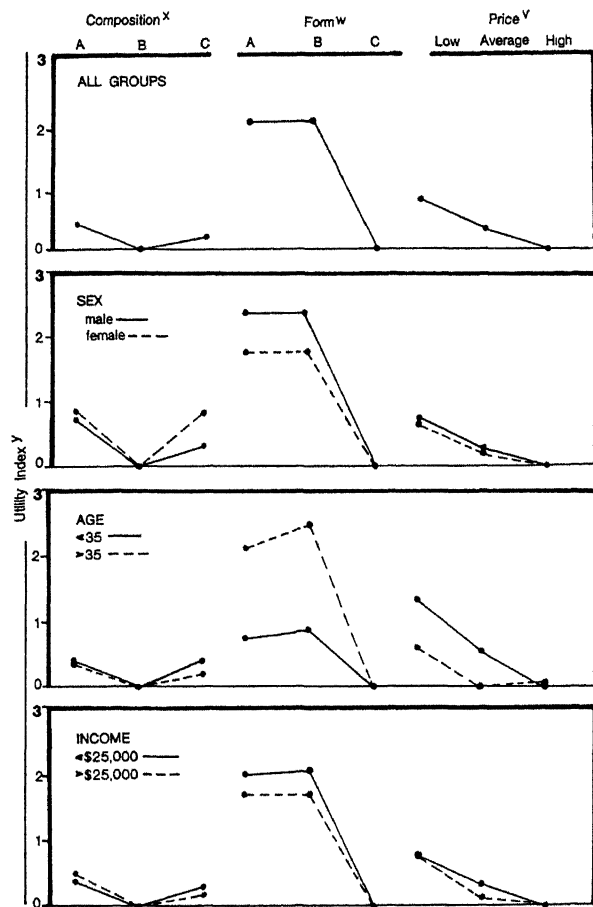 Composition X Form W Price V
A B C A B C Low Average High
3
ALL GROUPS
2
1
0
3
SEX
male
female
2
1
0
Utility Index y
3
AGE
<35
>35
2
1
0
3
INCOME
<$25,000
>$25,000
2
1
0